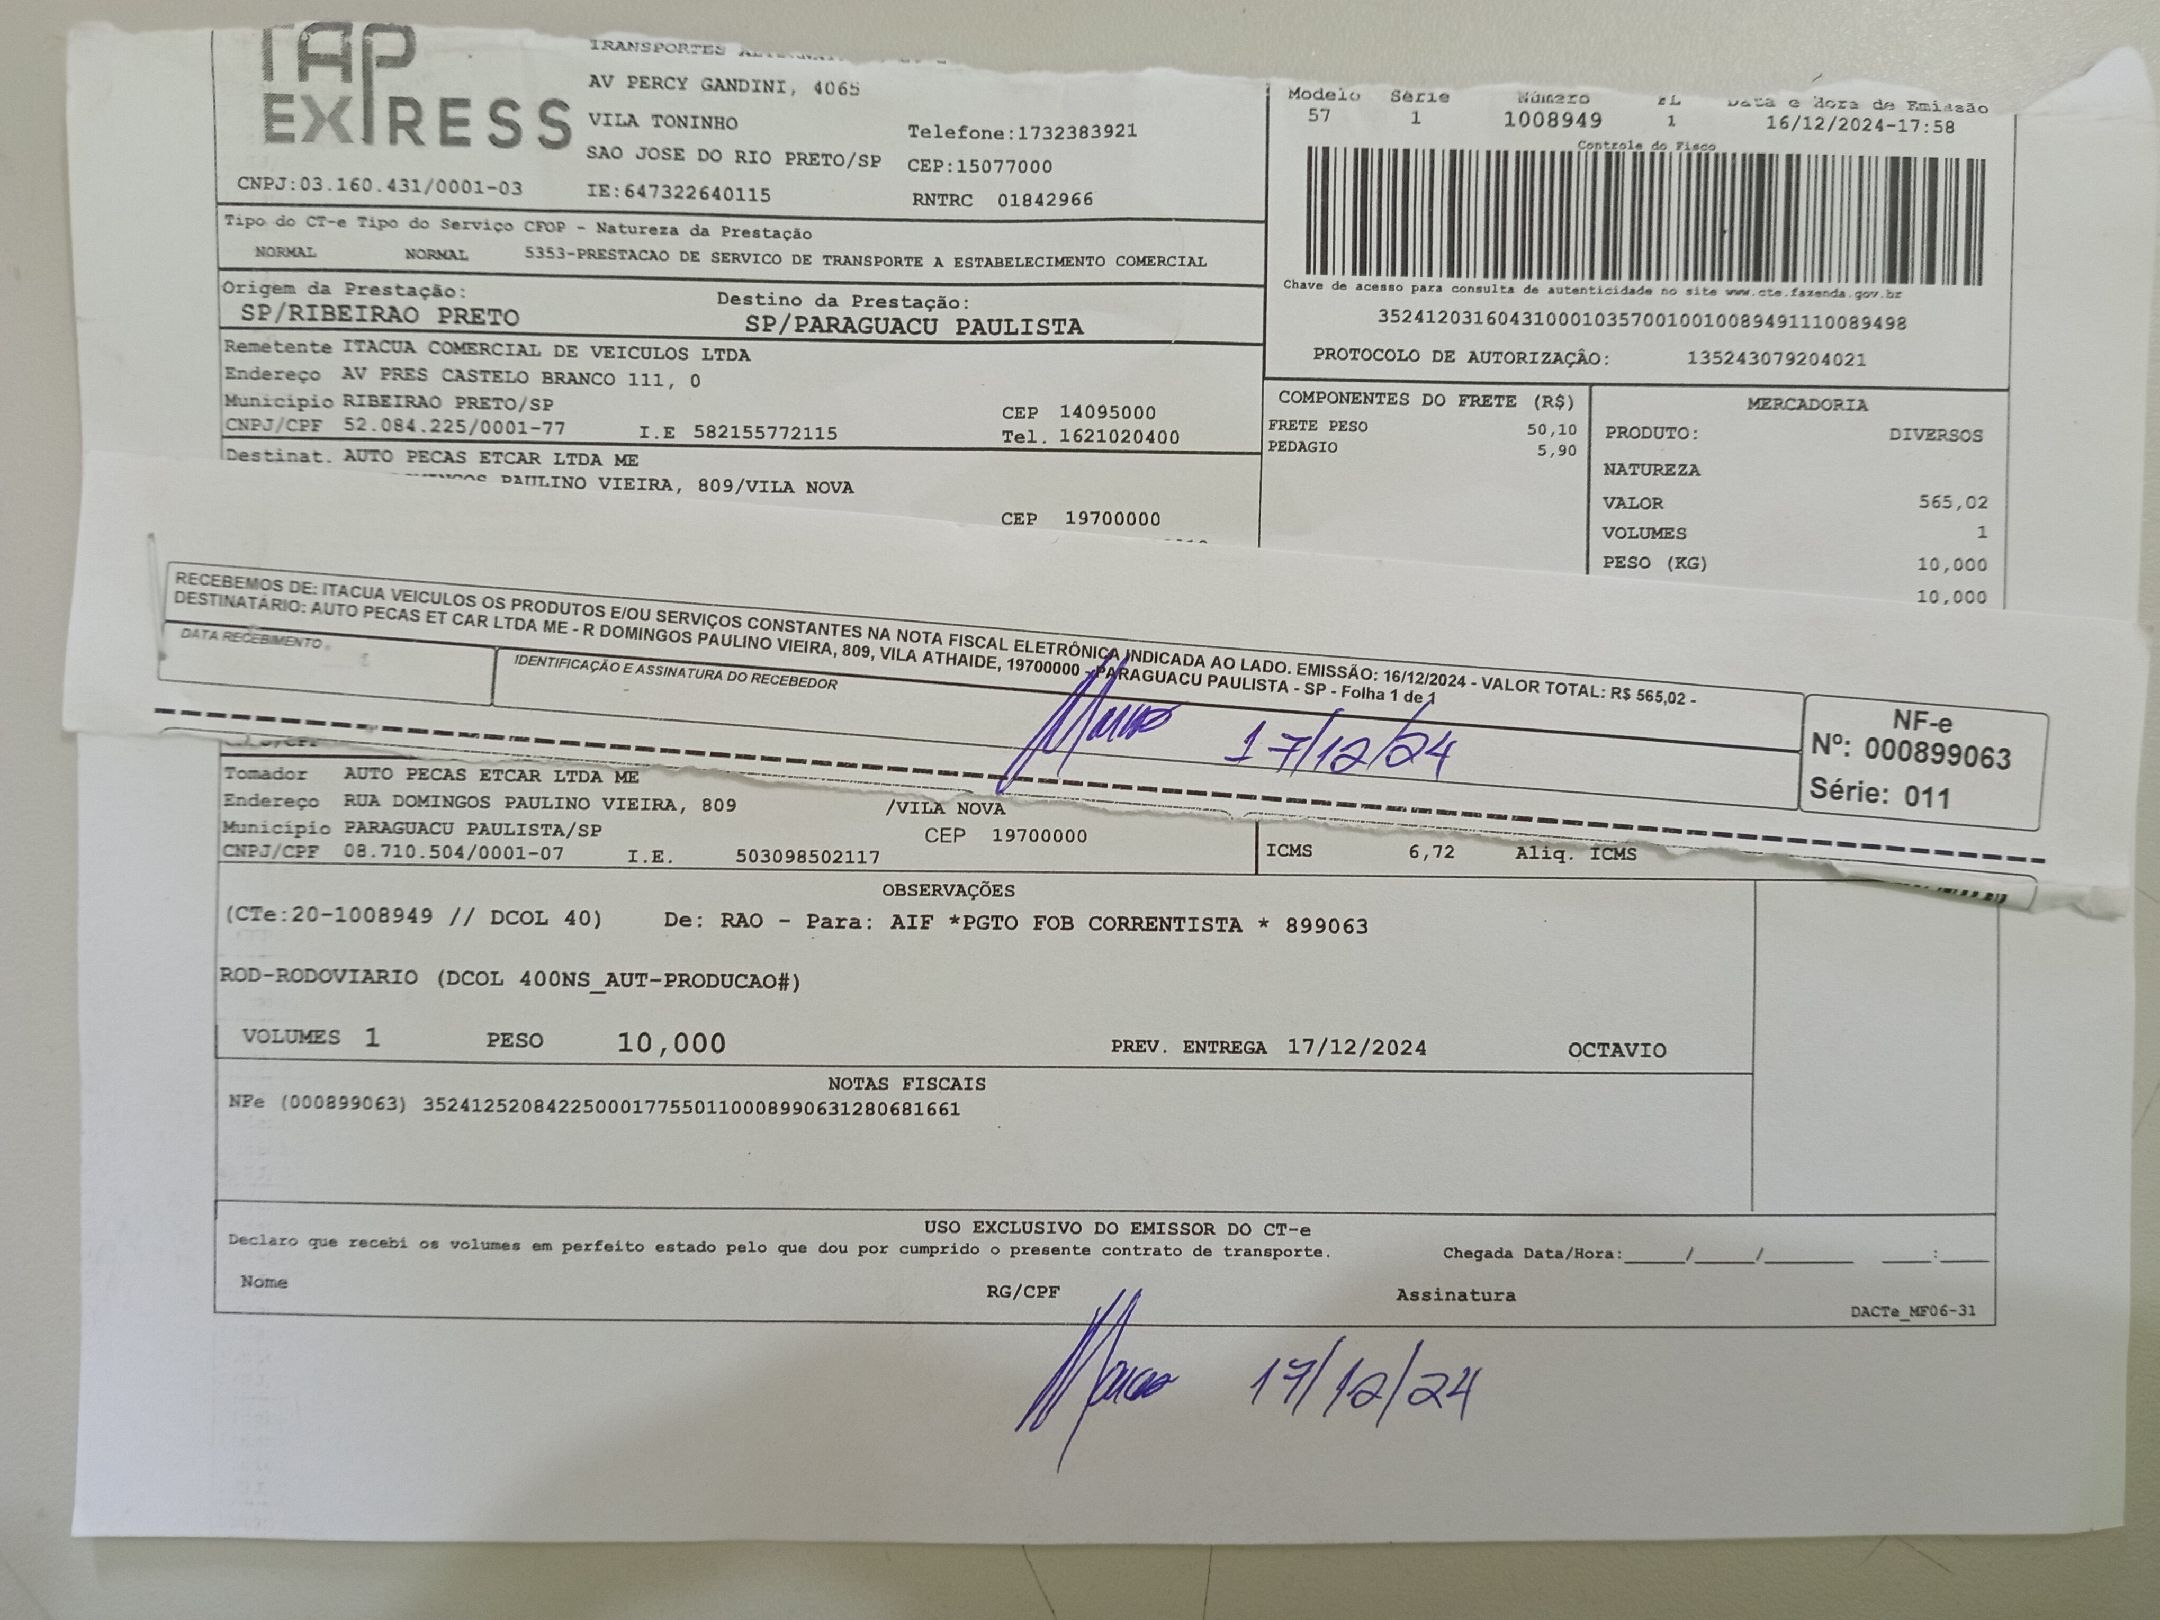 TAP
EXPRESS
TRANSPORTES
AV PERCY GANDINI, 4065
VILA TONINHO
SAO JOSE DO RIO PRETO/SP
Telefone:1732383921
CEP:15077000
CNPJ:03.160.431/0001-03
IE:647322640115
RNTRC 01842966
Modelo Série Número FL Data e Hora de Emissão
57 1 1008949 1 16/12/2024-17:58
Controle do Fisco
Chave de acesso para consulta de autenticidade no site www.cte.fazenda.gov.br
35241203160431000103570010010089491110089498
PROTOCOLO DE AUTORIZAÇÃO: 135243079204021
Tipo do CT-e Tipo do Serviço CFOP - Natureza da Prestação
NORMAL NORMAL 5353-PRESTACAO DE SERVICO DE TRANSPORTE A ESTABELECIMENTO COMERCIAL
Origem da Prestação: Destino da Prestação:
SP/RIBEIRAO PRETO SP/PARAGUACU PAULISTA
Remetente ITACUA COMERCIAL DE VEICULOS LTDA
Endereço AV PRES CASTELO BRANCO 111, 0
Município RIBEIRAO PRETO/SP CEP 14095000
CNPJ/CPF 52.084.225/0001-77 I.E 582155772115 Tel. 1621020400
Destinat. AUTO PECAS ETCAR LTDA ME
PAULINO VIEIRA, 809/VILA NOVA
CEP 19700000
COMPONENTES DO FRETE (R$)
FRETE PESO 50,10
PEDAGIO 5,90
MERCADORIA
PRODUTO: DIVERSOS
NATUREZA
VALOR 565,02
VOLUMES 1
PESO (KG) 10,000
10,000
RECEBEMOS DE: ITACUA VEICULOS OS PRODUTOS E/OU SERVIÇOS CONSTANTES NA NOTA FISCAL ELETRÔNICA INDICADA AO LADO. EMISSÃO: 16/12/2024 - VALOR TOTAL: R$ 565,02 -
DESTINATÁRIO: AUTO PECAS ET CAR LTDA ME - R DOMINGOS PAULINO VIEIRA, 809, VILA ATHAIDE, 19700000 - PARAGUACU PAULISTA - SP - Folha 1 de 1
DATA RECEBIMENTO
IDENTIFICAÇÃO E ASSINATURA DO RECEBEDOR
17/12/24
NF-e
Nº: 000899063
Série: 011
Tomador AUTO PECAS ETCAR LTDA ME
Endereço RUA DOMINGOS PAULINO VIEIRA, 809 /VILA NOVA
Município PARAGUACU PAULISTA/SP CEP 19700000
CNPJ/CPF 08.710.504/0001-07 I.E. 503098502117
ICMS 6,72 Aliq. ICMS
OBSERVAÇÕES
(CTe:20-1008949 // DCOL 40) De: RAO - Para: AIF *PGTO FOB CORRENTISTA * 899063
ROD-RODOVIARIO (DCOL 400NS_AUT-PRODUCAO#)
VOLUMES 1 PESO 10,000 PREV. ENTREGA 17/12/2024 OCTAVIO
NOTAS FISCAIS
NFe (000899063) 35241252084225000177550110008990631280681661
USO EXCLUSIVO DO EMISSOR DO CT-e
Declaro que recebi os volumes em perfeito estado pelo que dou por cumprido o presente contrato de transporte. Chegada Data/Hora:____/____/______ ___:___
Nome RG/CPF Assinatura
DACTe_MF06-31
17/12/24